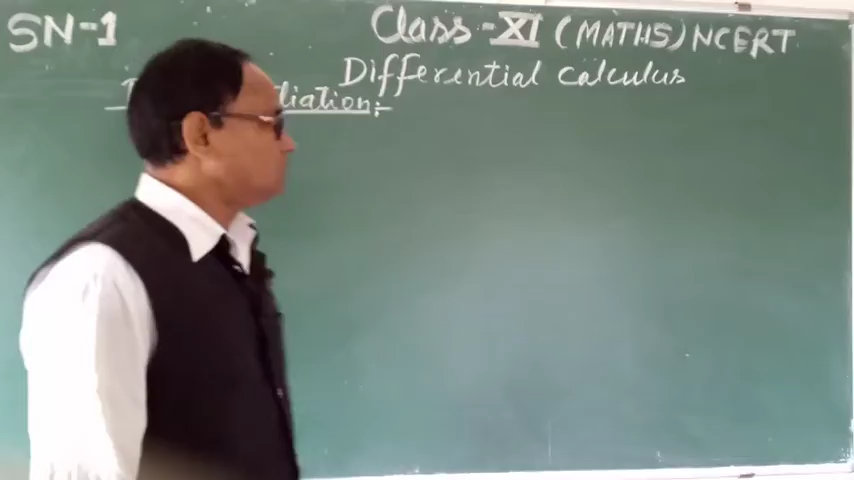 SN-1
Class-XI (MATHS) NCERT
Differential calculus